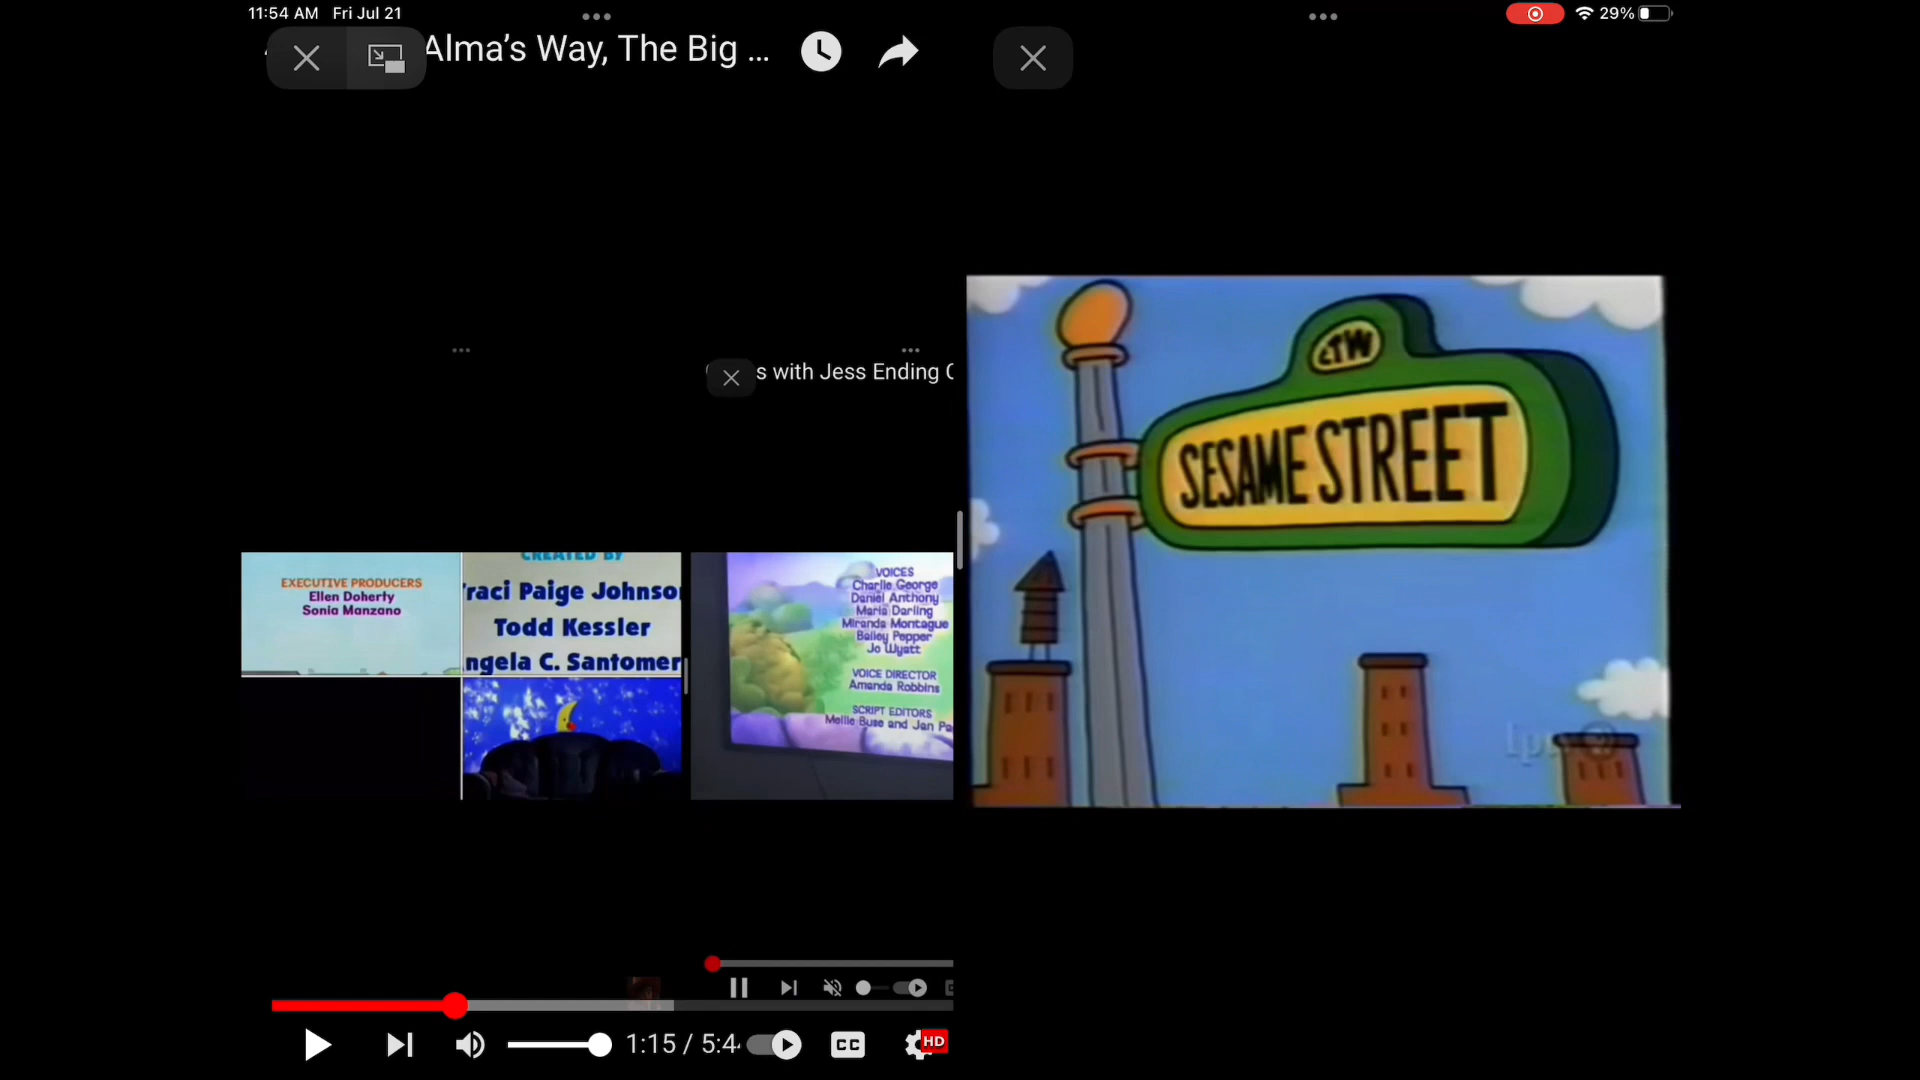 11:54 AM Fri Jul 21
29%
Alma's Way, The Big ...
s with Jess Ending
CTW
SESAME STREET
EXECUTIVE PRODUCERS
Ellen Doherty
Sonia Manzano
CREATED BY
raci Paige Johnso
Todd Kessler
ngela C. Santomer
VOICES
Charlie George
Daniel Anthony
Maria Darling
Miranda Montague
Bailey Pepper
Jo Wyatt
VOICE DIRECTOR
Amanda Robbins
SCRIPT EDITORS
Mellie Buse and Jan Pa
1:15 / 5:4
CC
HD